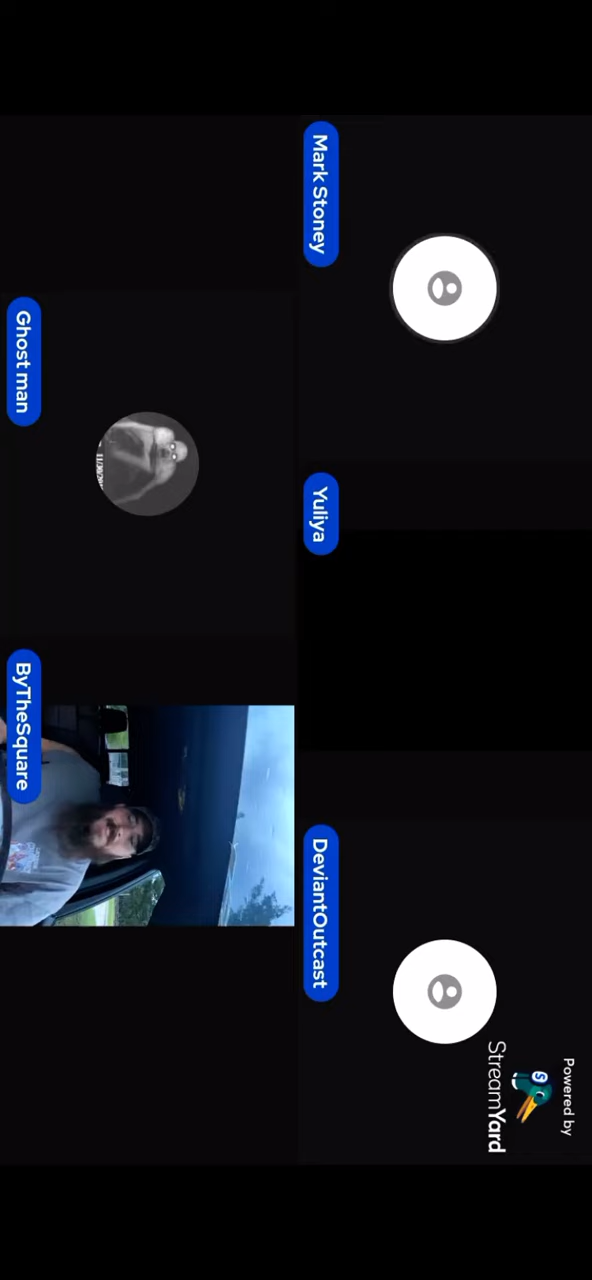 Mark Stoney
Yuliya
DeviantOutcast
Powered by
StreamYard
Ghost man
ByTheSquare